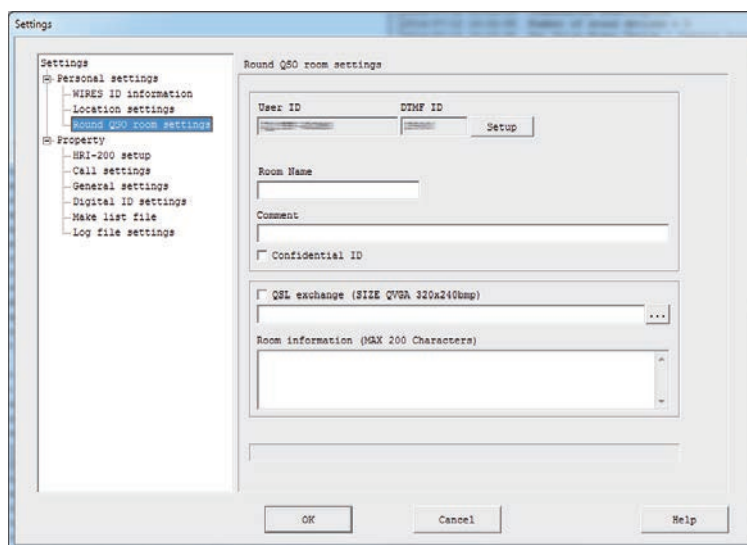 Settings
Settings
Personal settings
WIRES ID information
Location settings
Round QSO room settings
Property
HRI-200 setup
Call settings
General settings
Digital ID settings
Make list file
Log file settings
Round QSO room settings
User ID DTMF ID
Setup
Room Name
Comment
Confidential ID
QSL exchange (SIZE QVGA 320x240bmp)
...
Room information (MAX 200 Characters)
OK Cancel Help